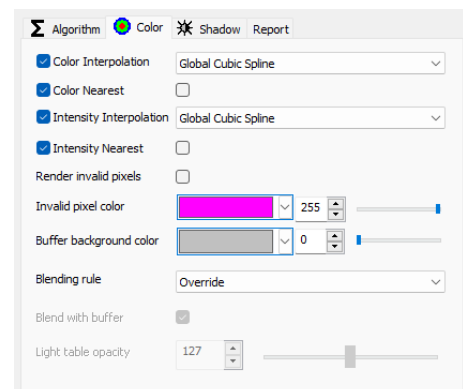 Algorithm Color Shadow Report
Color Interpolation Global Cubic Spline
Color Nearest
Intensity Interpolation Global Cubic Spline
Intensity Nearest
Render invalid pixels
Invalid pixel color 255
Buffer background color 0
Blending rule Override
Blend with buffer
Light table opacity 127